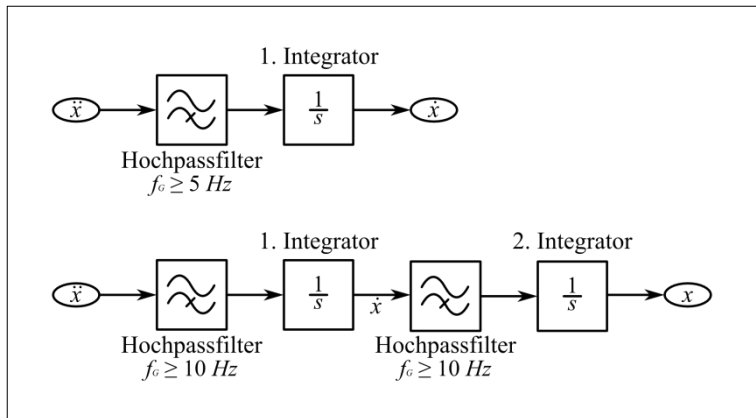 1. Integrator
ẍ
1
s
ẋ
Hochpassfilter
f_G ≥ 5 Hz
1. Integrator
2. Integrator
ẍ
1
s
ẋ
1
s
x
Hochpassfilter
Hochpassfilter
f_G ≥ 10 Hz
f_G ≥ 10 Hz